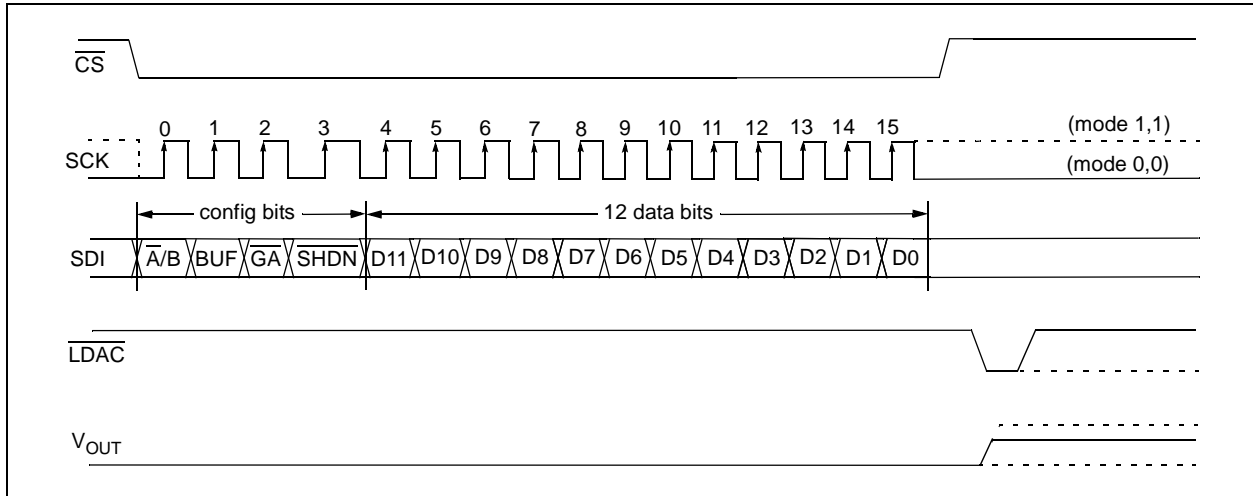 CS
0 1 2 3 4 5 6 7 8 9 10 11 12 13 14 15 (mode 1,1)
SCK
(mode 0,0)
config bits 12 data bits
SDI A/B BUF GA SHDN D11 D10 D9 D8 D7 D6 D5 D4 D3 D2 D1 D0
LDAC
VOUT